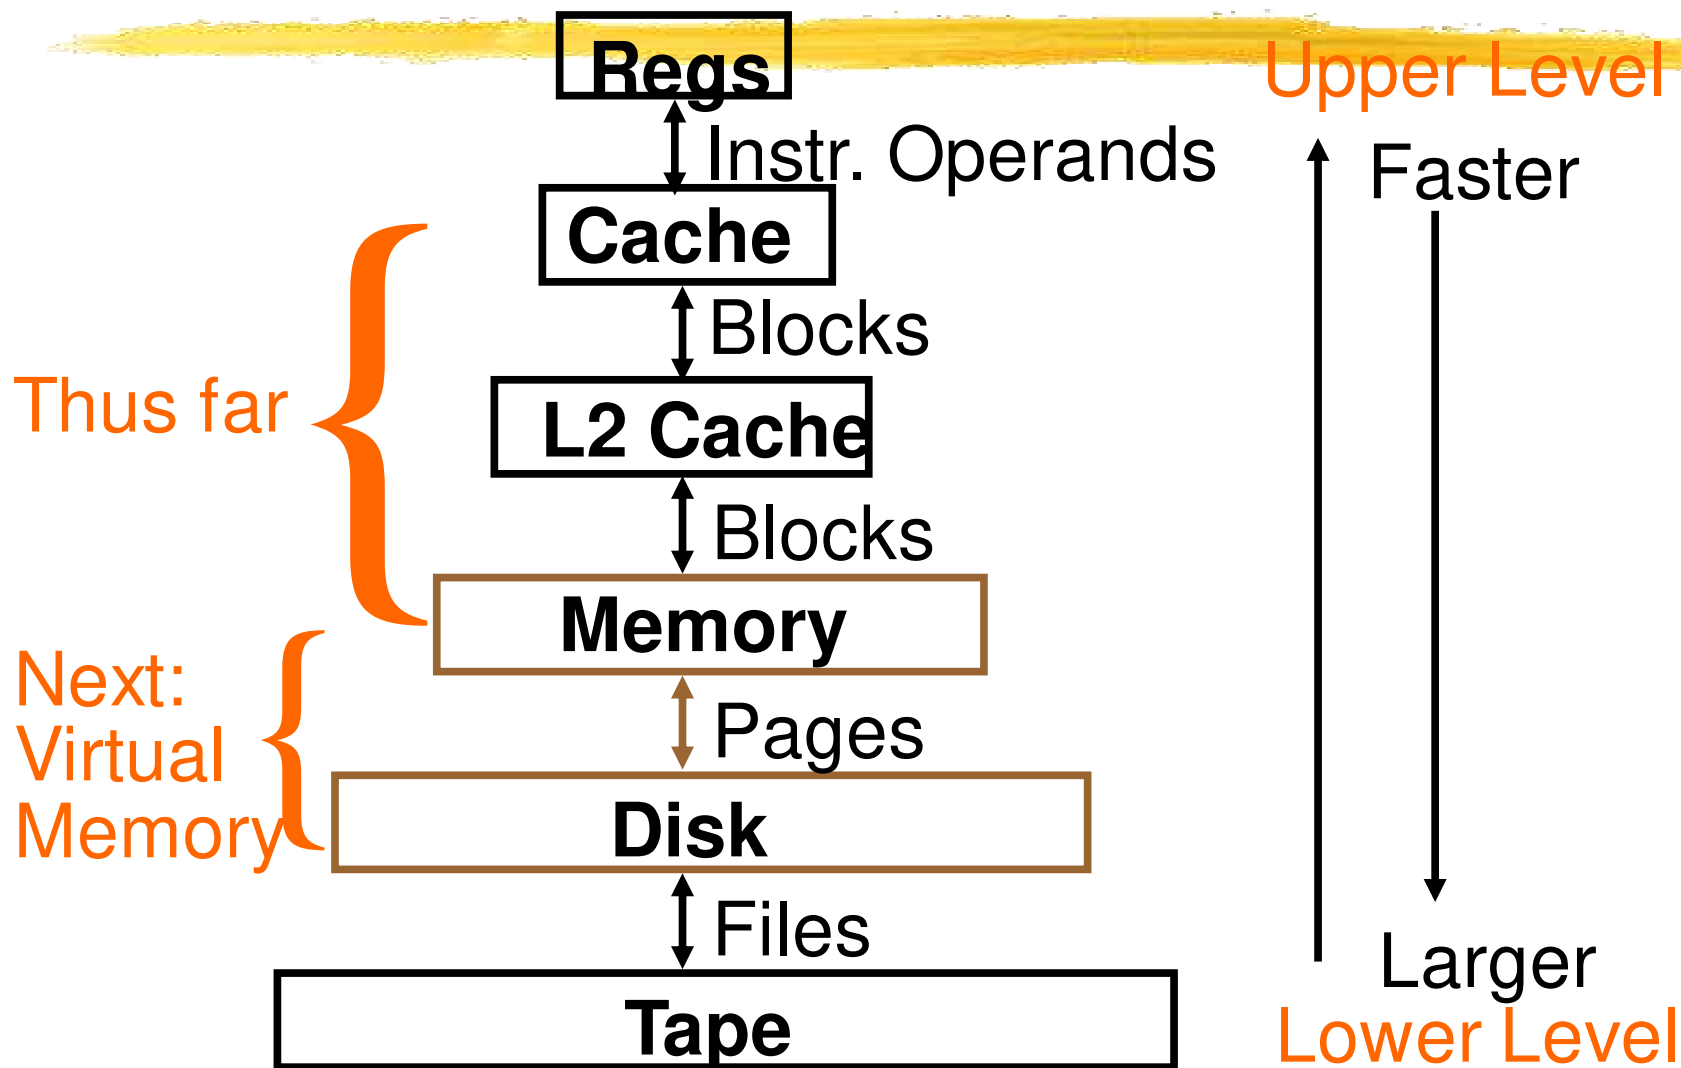 Regs
Upper Level
Instr. Operands
Faster
Cache
Blocks
Thus far
L2 Cache
Blocks
Memory
Next:
Virtual
Memory
Pages
Disk
Files
Larger
Tape
Lower Level